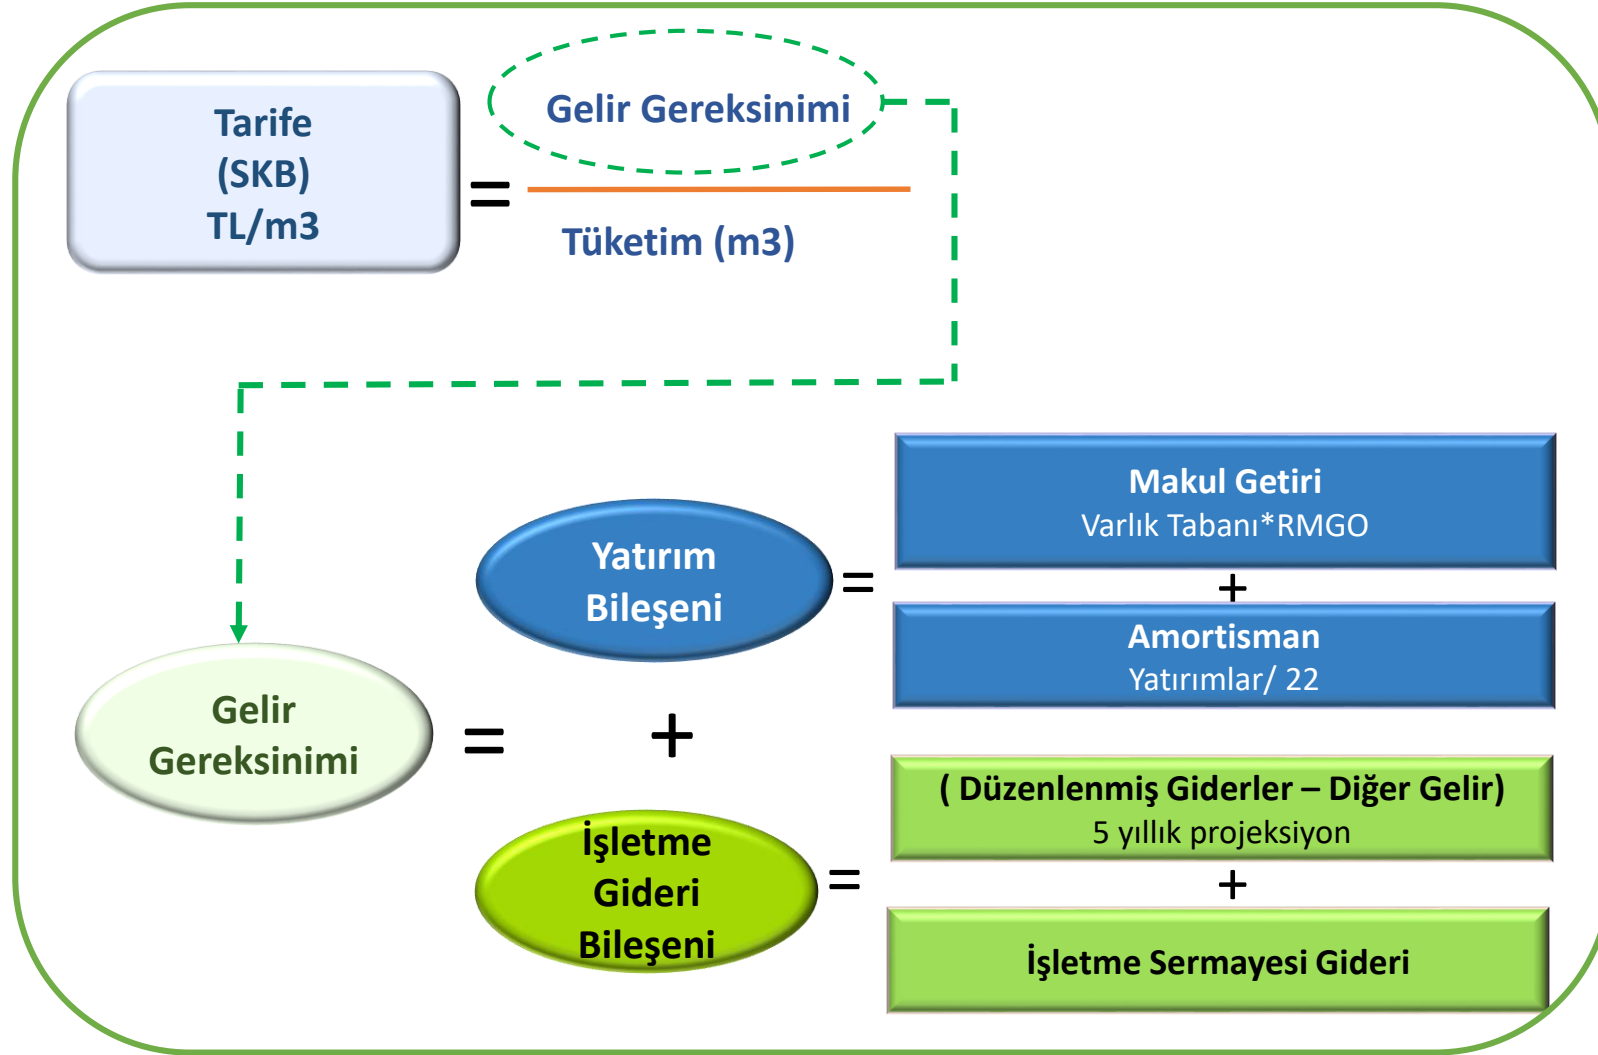 Tarife
(SKB)
TL/m3
=
Gelir Gereksinimi
Tüketim (m3)
Gelir
Gereksinimi
=
Yatırım
Bileşeni
=
Makul Getiri
Varlık Tabanı*RMGO
+
Amortisman
Yatırımlar/ 22
+
İşletme
Gideri
Bileşeni
=
( Düzenlenmiş Giderler – Diğer Gelir)
5 yıllık projeksiyon
+
İşletme Sermayesi Gideri